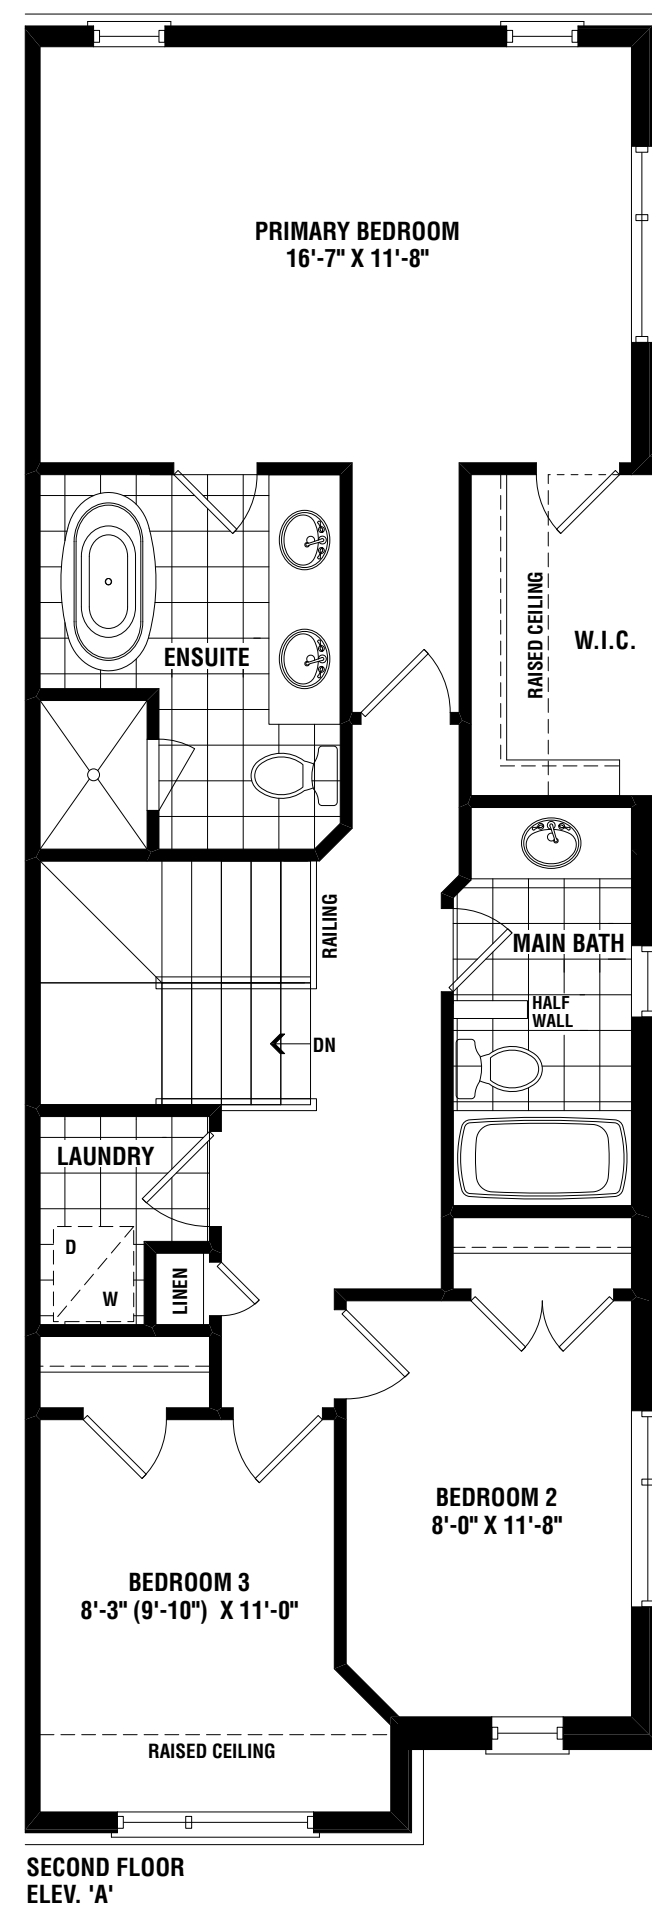 PRIMARY BEDROOM
16'-7" X 11'-8"
RAISED CEILING
W.I.C.
ENSUITE
RAILING
MAIN BATH
HALF
WALL
DN
LAUNDRY
D
W
LINEN
BEDROOM 2
8'-0" X 11'-8"
BEDROOM 3
8'-3" (9'-10") X 11'-0"
RAISED CEILING
SECOND FLOOR
ELEV. 'A'